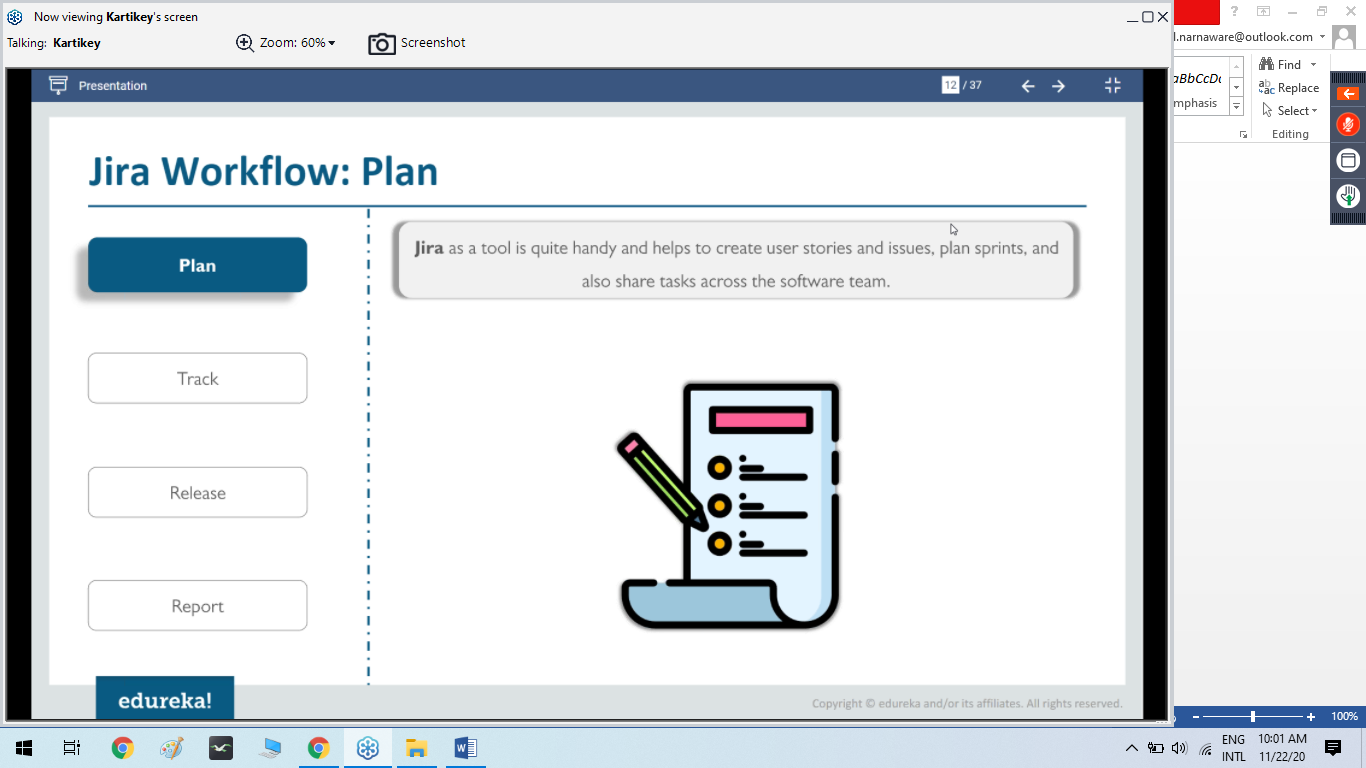 Now viewing Kartikey's screen
Talking: Kartikey
Zoom: 60%
Screenshot
Presentation
12 / 37
Jira Workflow: Plan
Plan
Track
Release
Report
Jira as a tool is quite handy and helps to create user stories and issues, plan sprints, and
also share tasks across the software team.
edureka!
Copyright © edureka and/or its affiliates. All rights reserved.
l.narnaware@outlook.com
Find
Replace
Select
Editing
aBbCcDc
mphasis
100%
ENG
INTL
10:01 AM
11/22/20